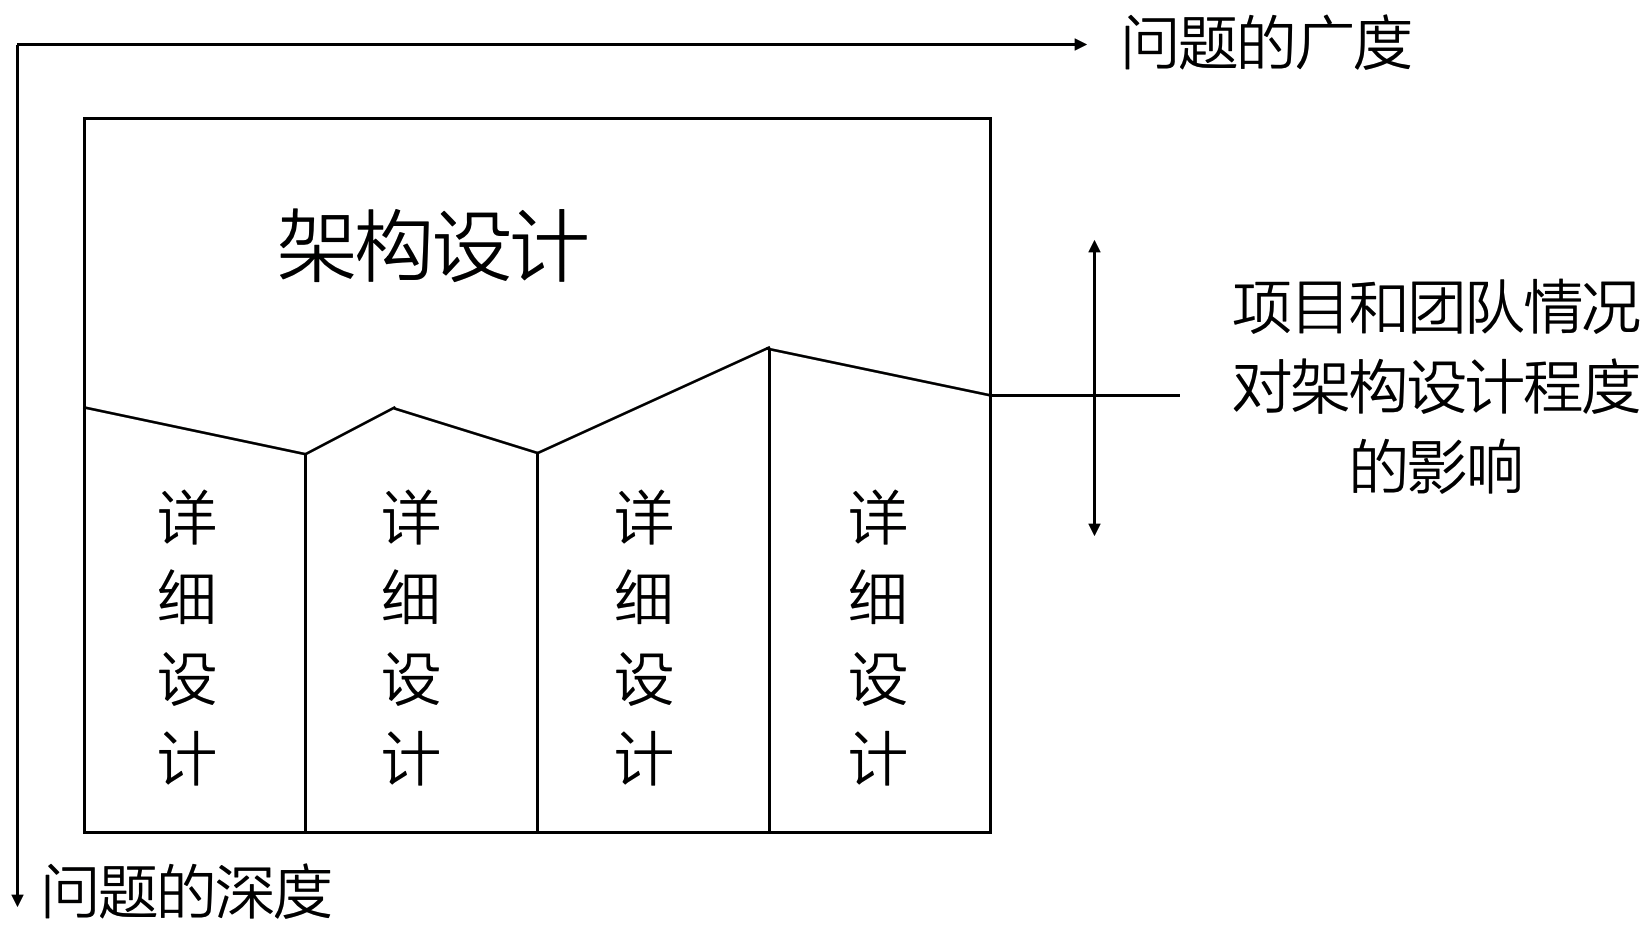 问题的广度
架构设计
项目和团队情况
对架构设计程度
的影响
详细设计
详细设计
详细设计
详细设计
问题的深度